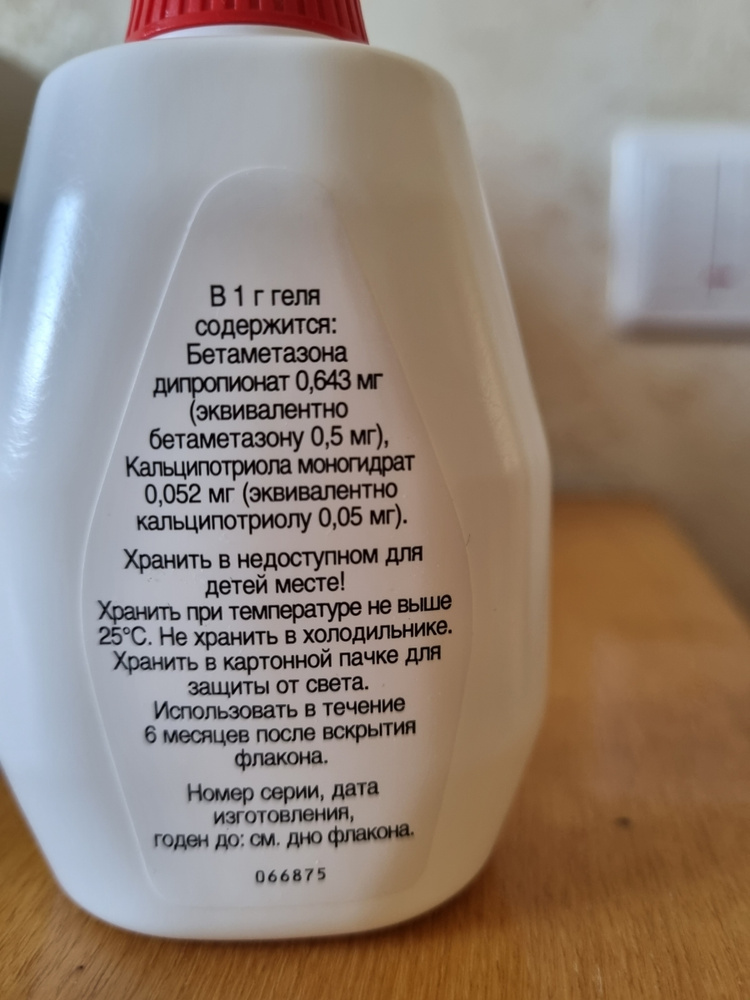 В 1 г геля
содержится:
Бетаметазона
дипропионат 0,643 мг
(эквивалентно
бетаметазону 0,5 мг),
Кальципотриола моногидрат
0,052 мг (эквивалентно
кальципотриолу 0,05 мг).
Хранить в недоступном для
детей месте!
Хранить при температуре не выше
25°С. Не хранить в холодильнике.
Хранить в картонной пачке для
защиты от света.
Использовать в течение
6 месяцев после вскрытия
флакона.
Номер серии, дата
изготовления,
годен до: см. дно флакона.
066875